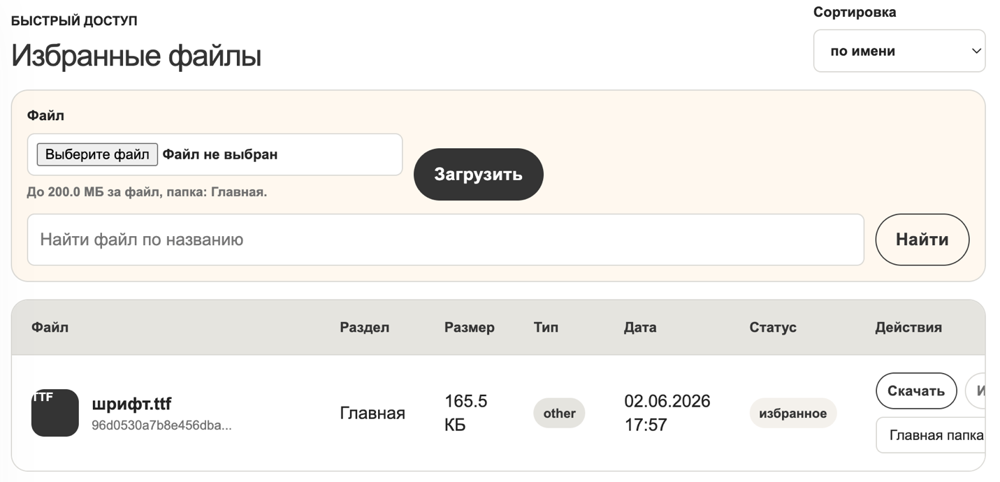 БЫСТРЫЙ ДОСТУП
Избранные файлы
Сортировка
по имени
Файл
Выберите файл Файл не выбран
Загрузить
До 200.0 МБ за файл, папка: Главная.
Найти файл по названию
Найти
Файл Раздел Размер Тип Дата Статус Действия
TTF
шрифт.ttf
96d0530a7b8e456dba...
Главная
165.5
КБ
other
02.06.2026
17:57
избранное
Скачать
Главная папка